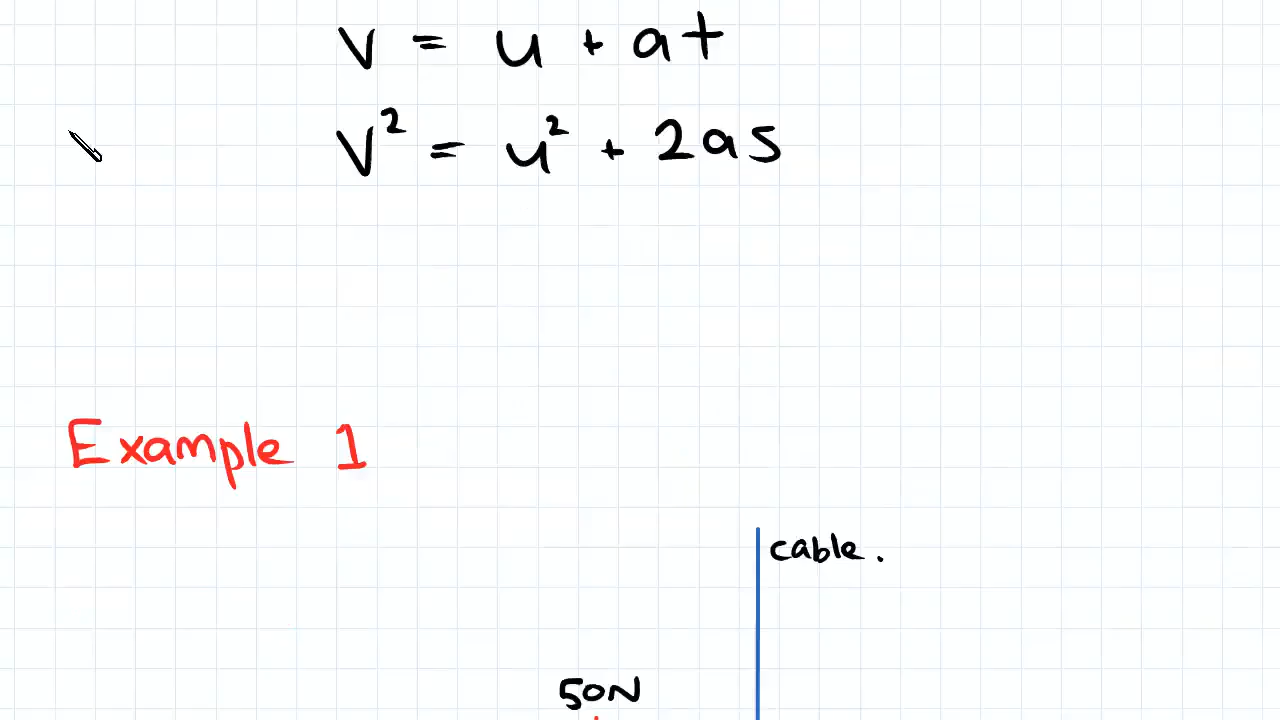 v = u + at
v² = u² + 2as
Example 1
cable.
50N